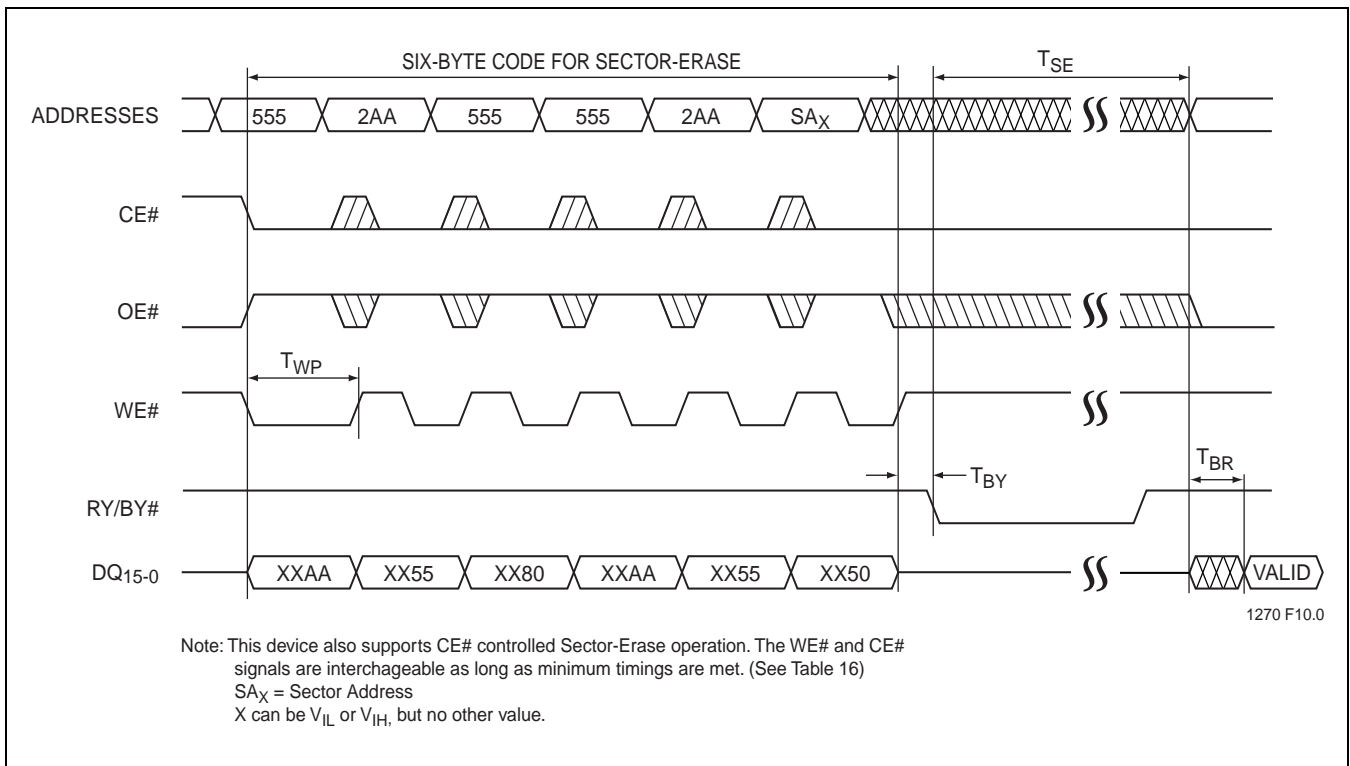 SIX-BYTE CODE FOR SECTOR-ERASE
TSE
ADDRESSES 555 2AA 555 555 2AA SAX
CE#
OE#
TWP
WE#
TBR
TBY
RY/BY#
DQ15-0 XXAA XX55 XX80 XXAA XX55 XX50 VALID
1270 F10.0
Note: This device also supports CE# controlled Sector-Erase operation. The WE# and CE#
signals are interchageable as long as minimum timings are met. (See Table 16)
SAX = Sector Address
X can be VIL or VIH, but no other value.